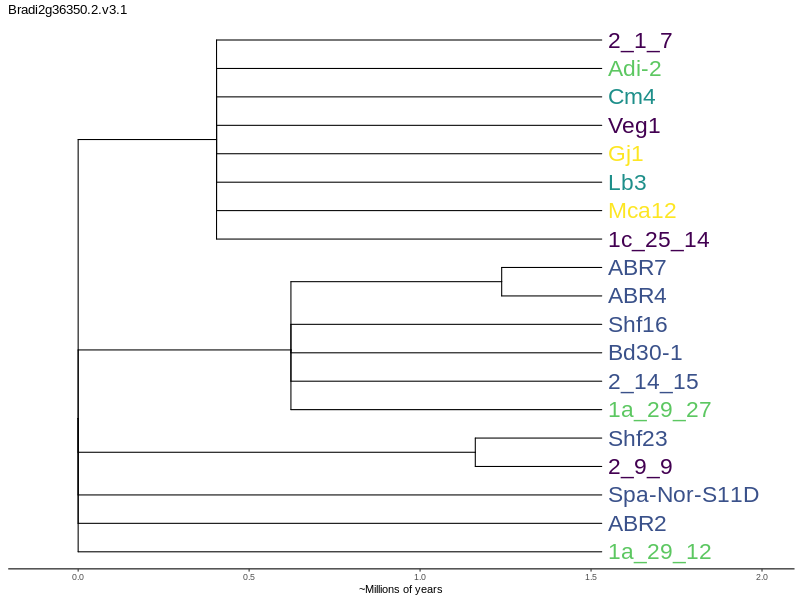 Bradi2g36350.2.v3.1
2_1_7
Adi-2
Cm4
Veg1
Gj1
Lb3
Mca12
1c_25_14
ABR7
ABR4
Shf16
Bd30-1
2_14_15
1a_29_27
Shf23
2_9_9
Spa-Nor-S11D
ABR2
1a_29_12
0.0 0.5 1.0 1.5 2.0
~Millions of years